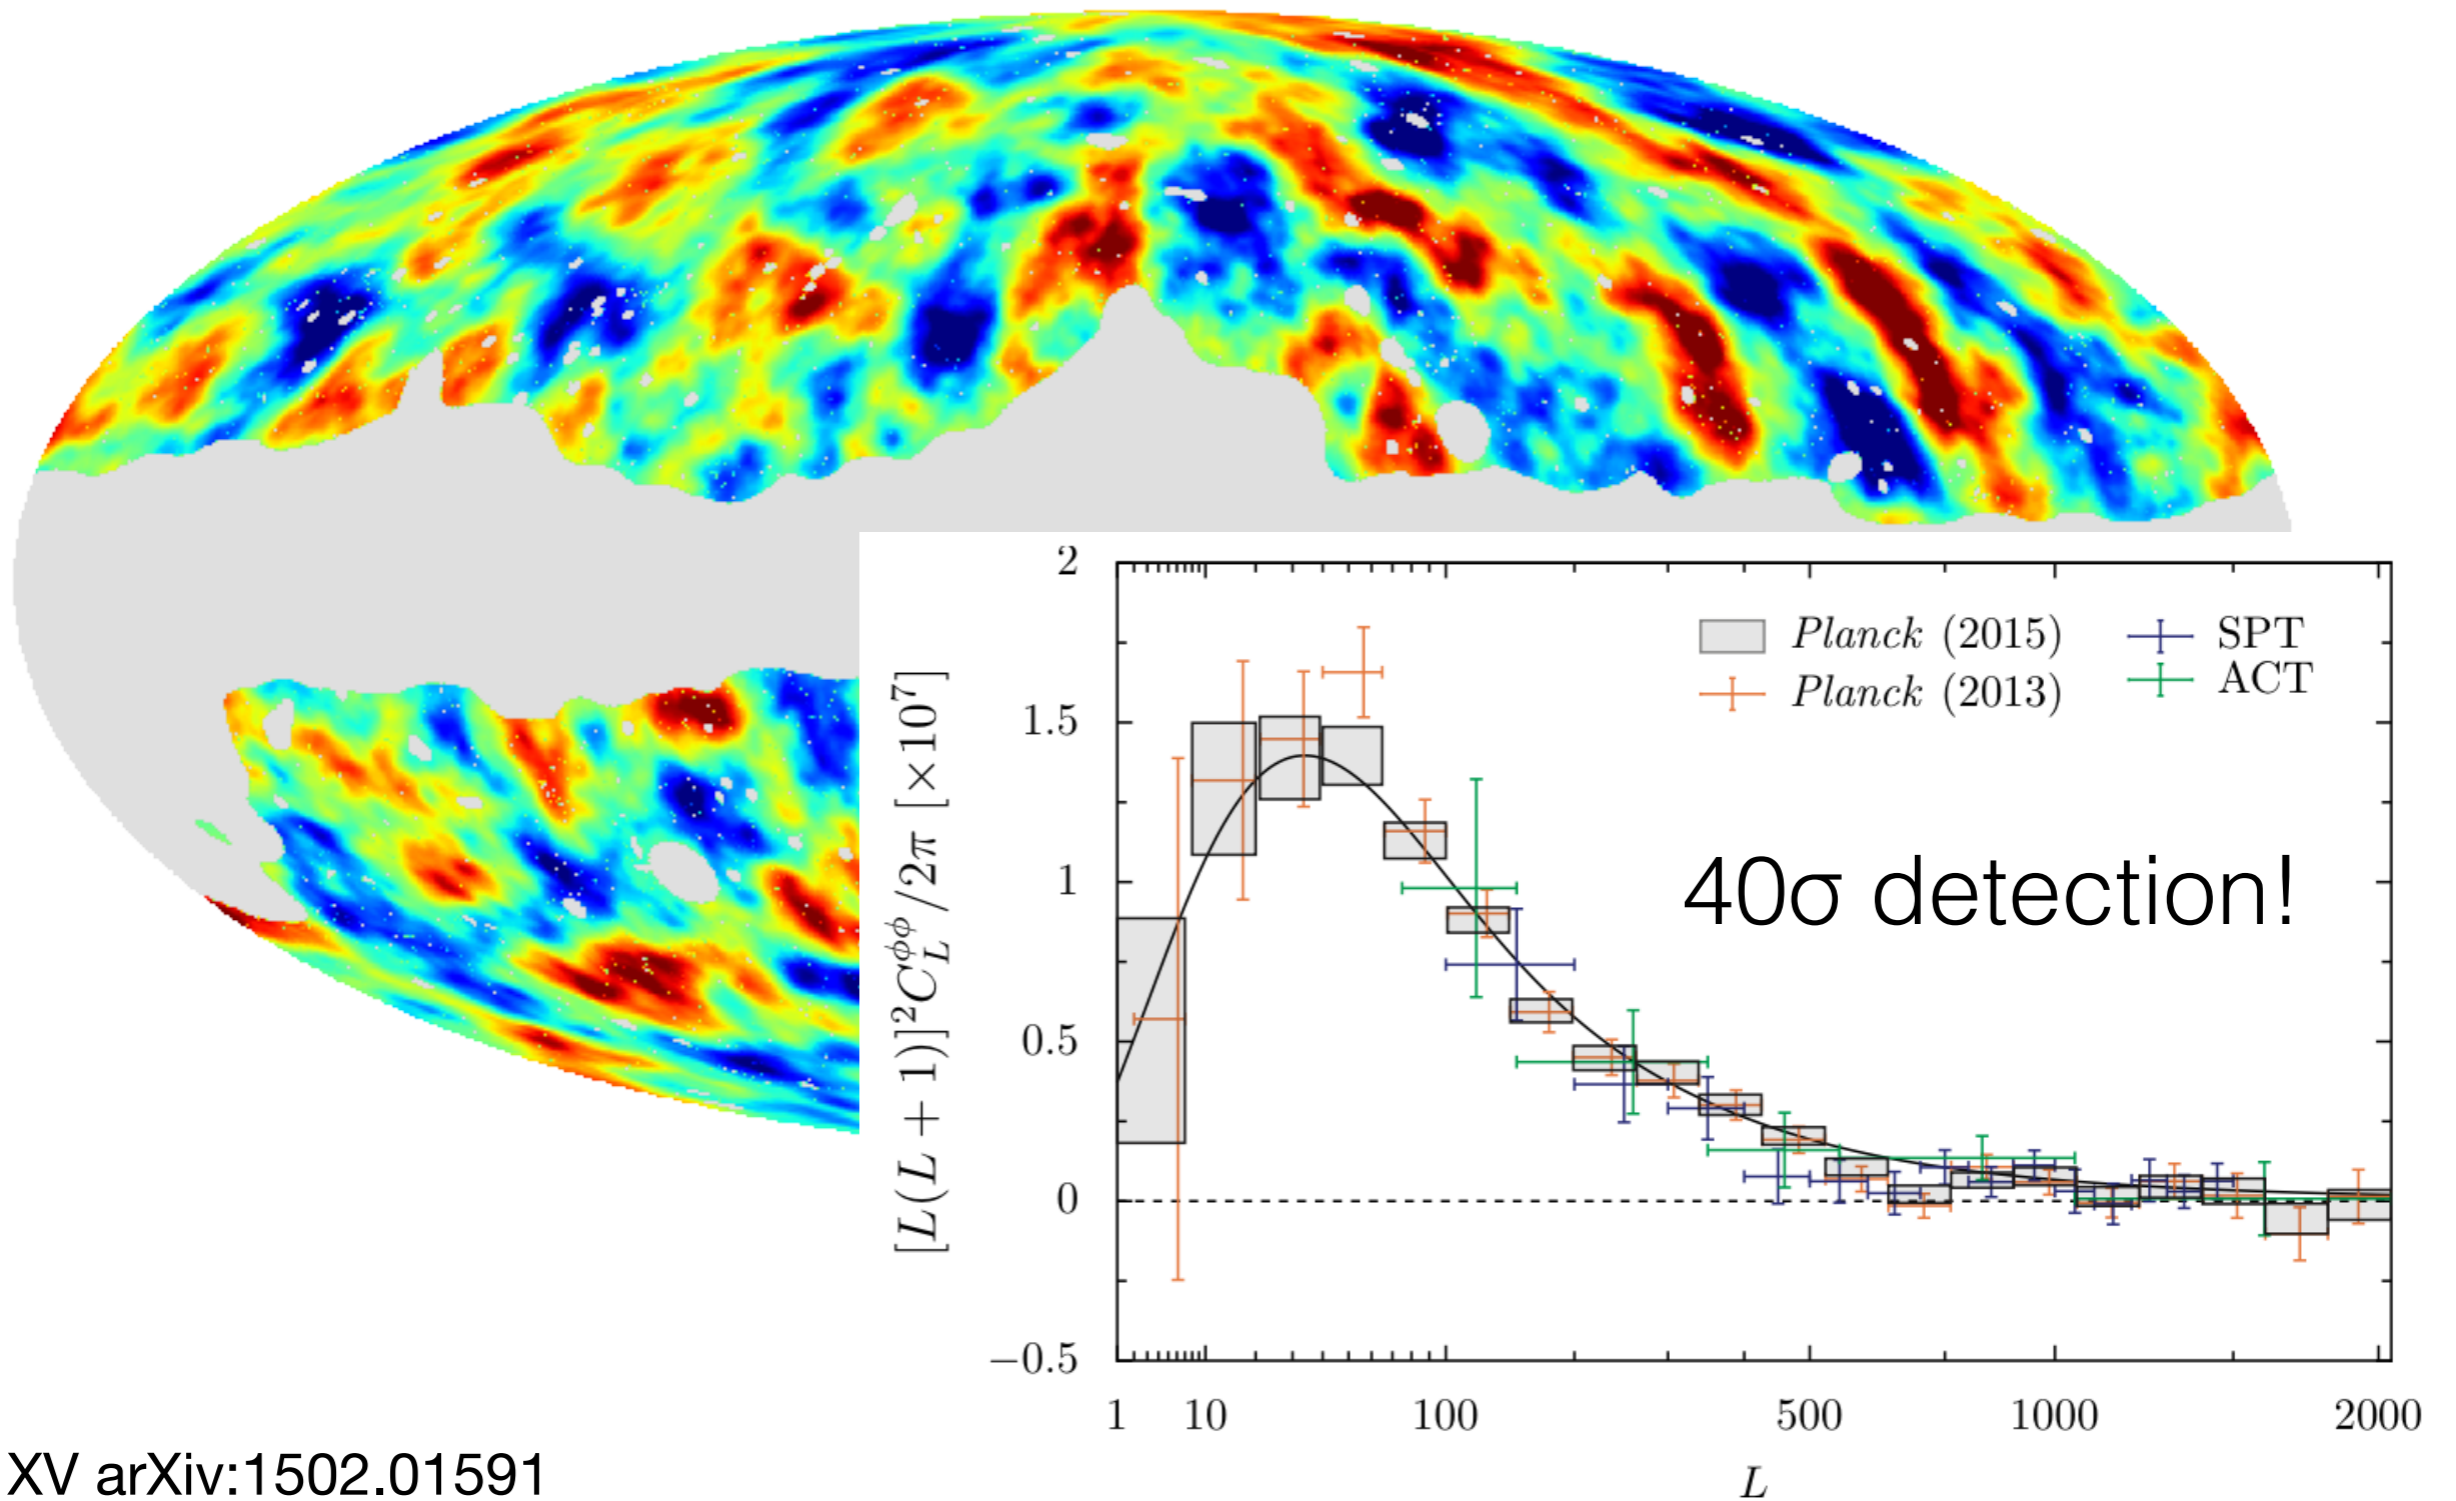 2
1.5
1
0.5
0
−0.5
[L(L + 1)]²C_L^{ϕϕ}/2π [×10⁷]
Planck (2015)
Planck (2013)
SPT
ACT
40σ detection!
1 10 100 500 1000 2000
L
XV arXiv:1502.01591